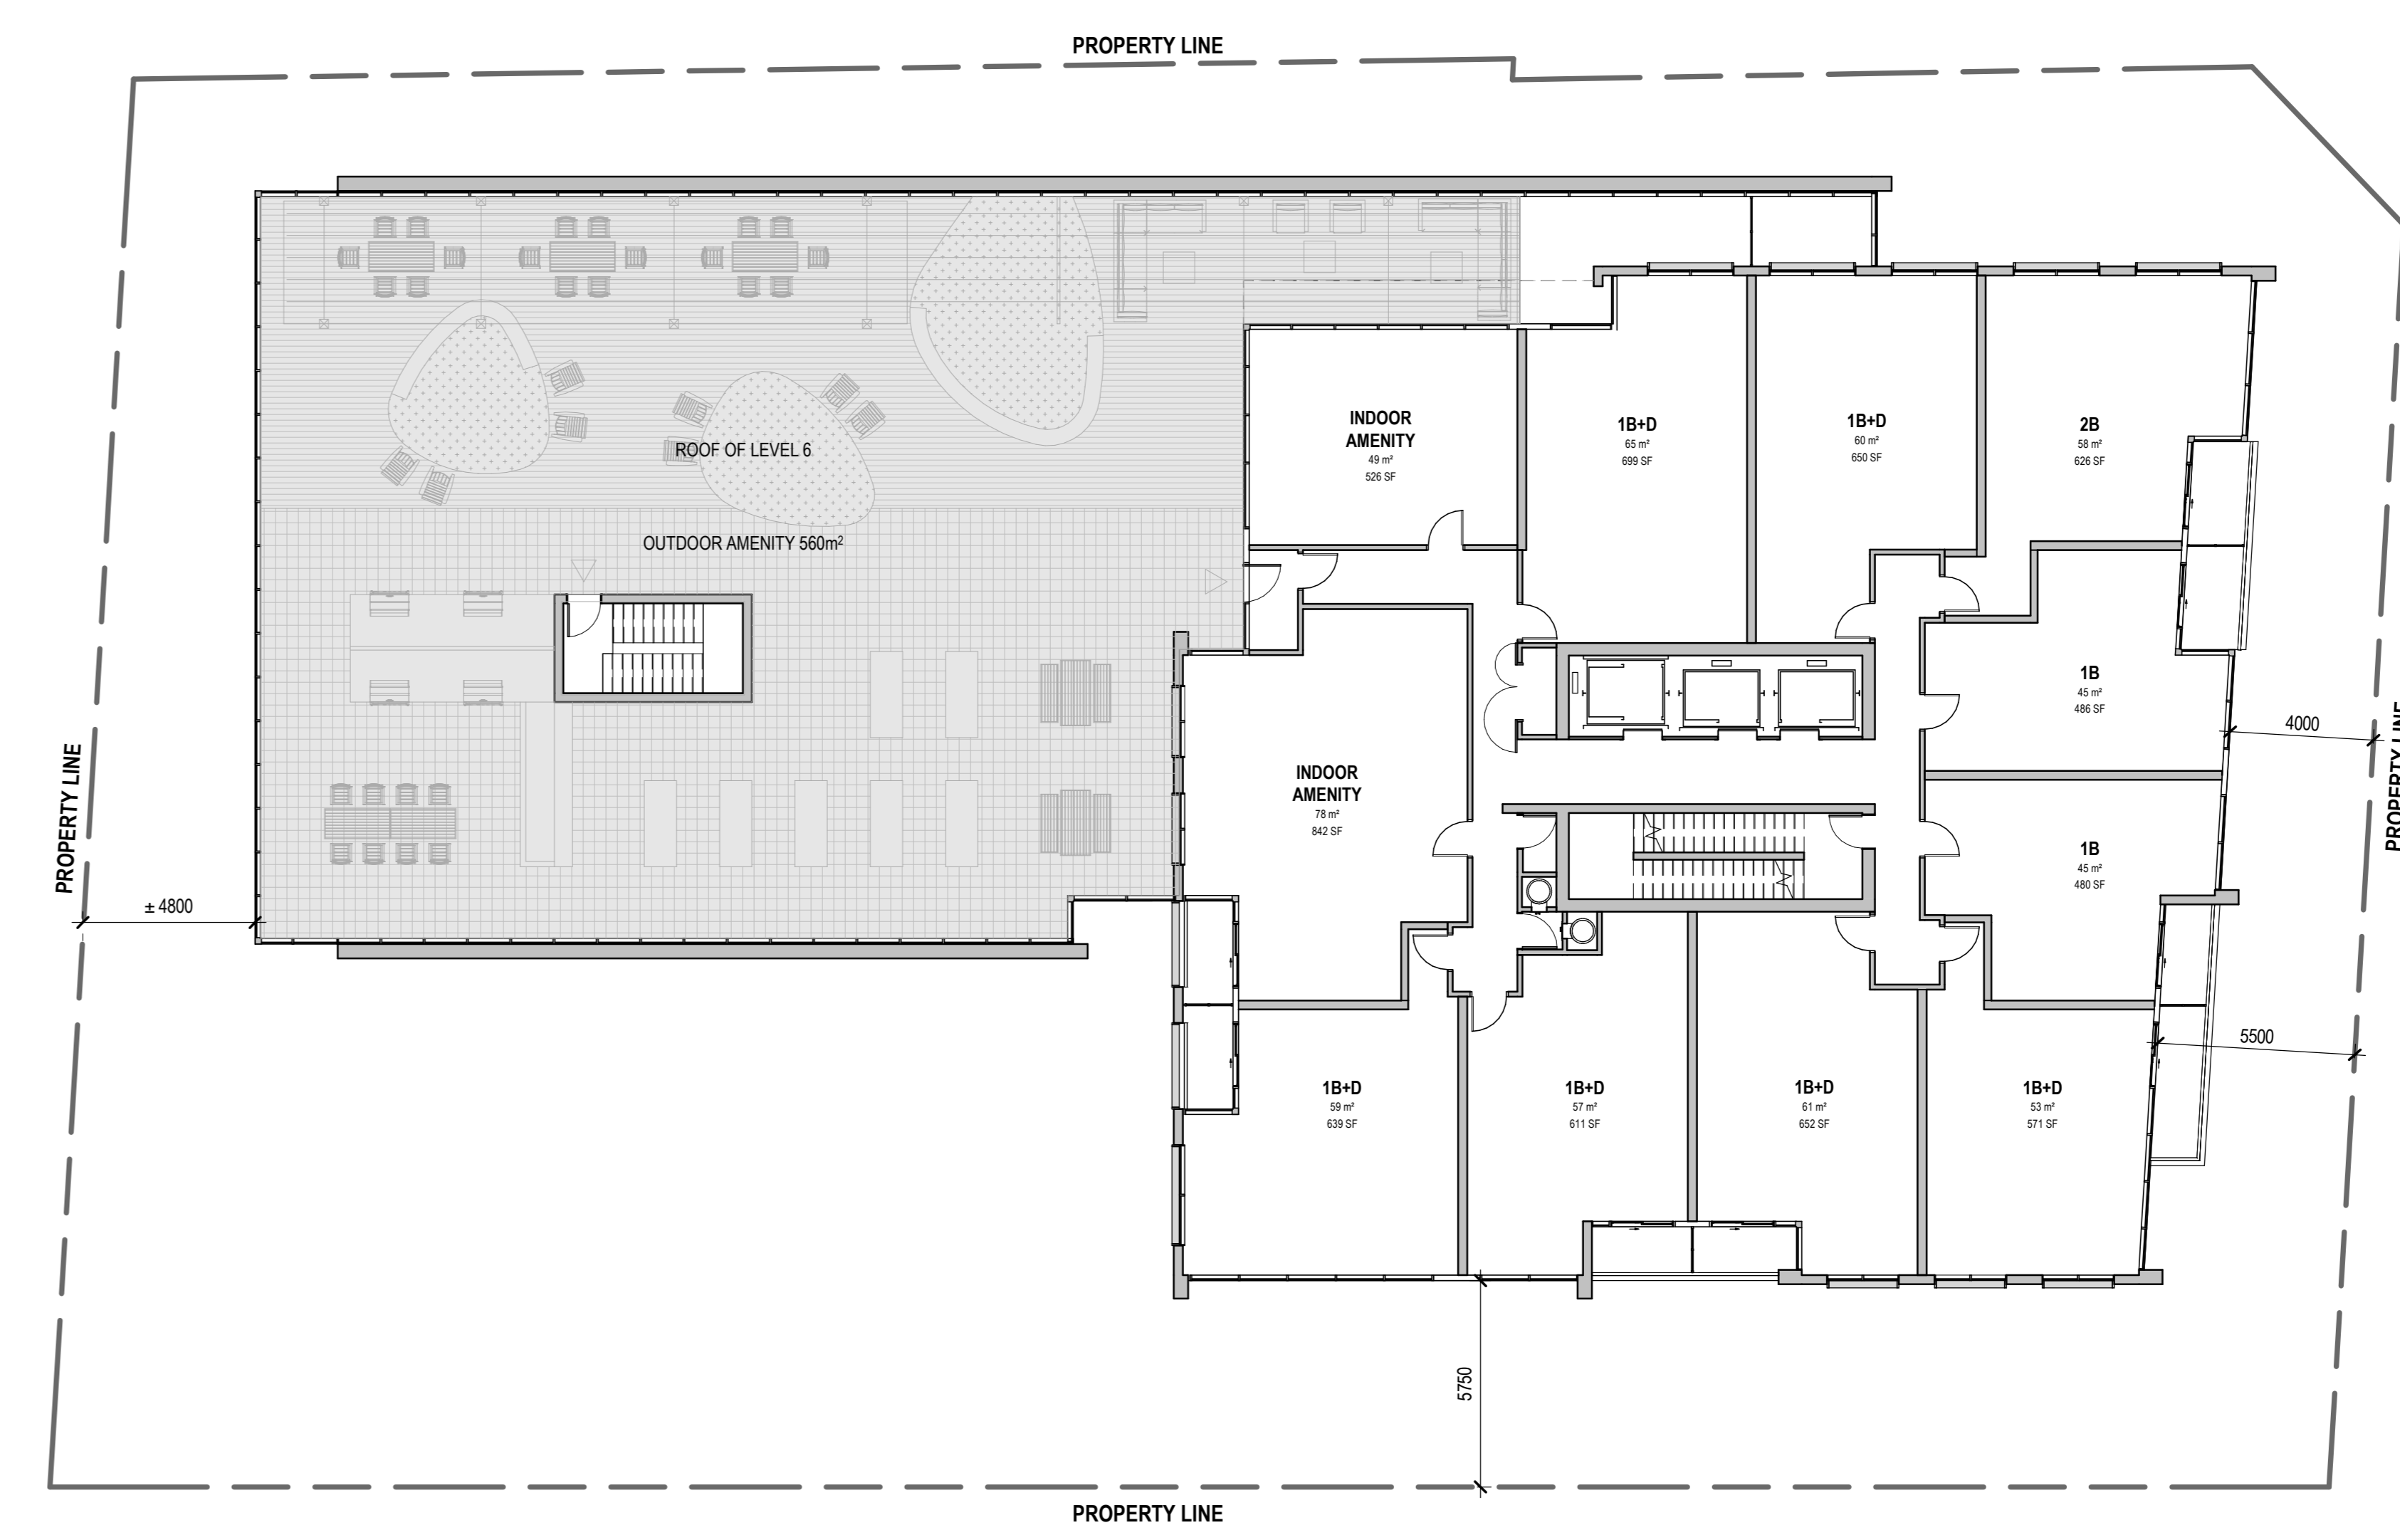 PROPERTY LINE
INDOOR
AMENITY
49 m²
526 SF
1B+D
65 m²
699 SF
1B+D
60 m²
650 SF
2B
58 m²
626 SF
ROOF OF LEVEL 6
OUTDOOR AMENITY 560m²
1B
45 m²
486 SF
4000
PROPERTY LINE
PROPERTY LINE
INDOOR
AMENITY
78 m²
842 SF
1B
45 m²
480 SF
± 4800
5500
1B+D
59 m²
639 SF
1B+D
57 m²
611 SF
1B+D
61 m²
652 SF
1B+D
53 m²
571 SF
5750
PROPERTY LINE